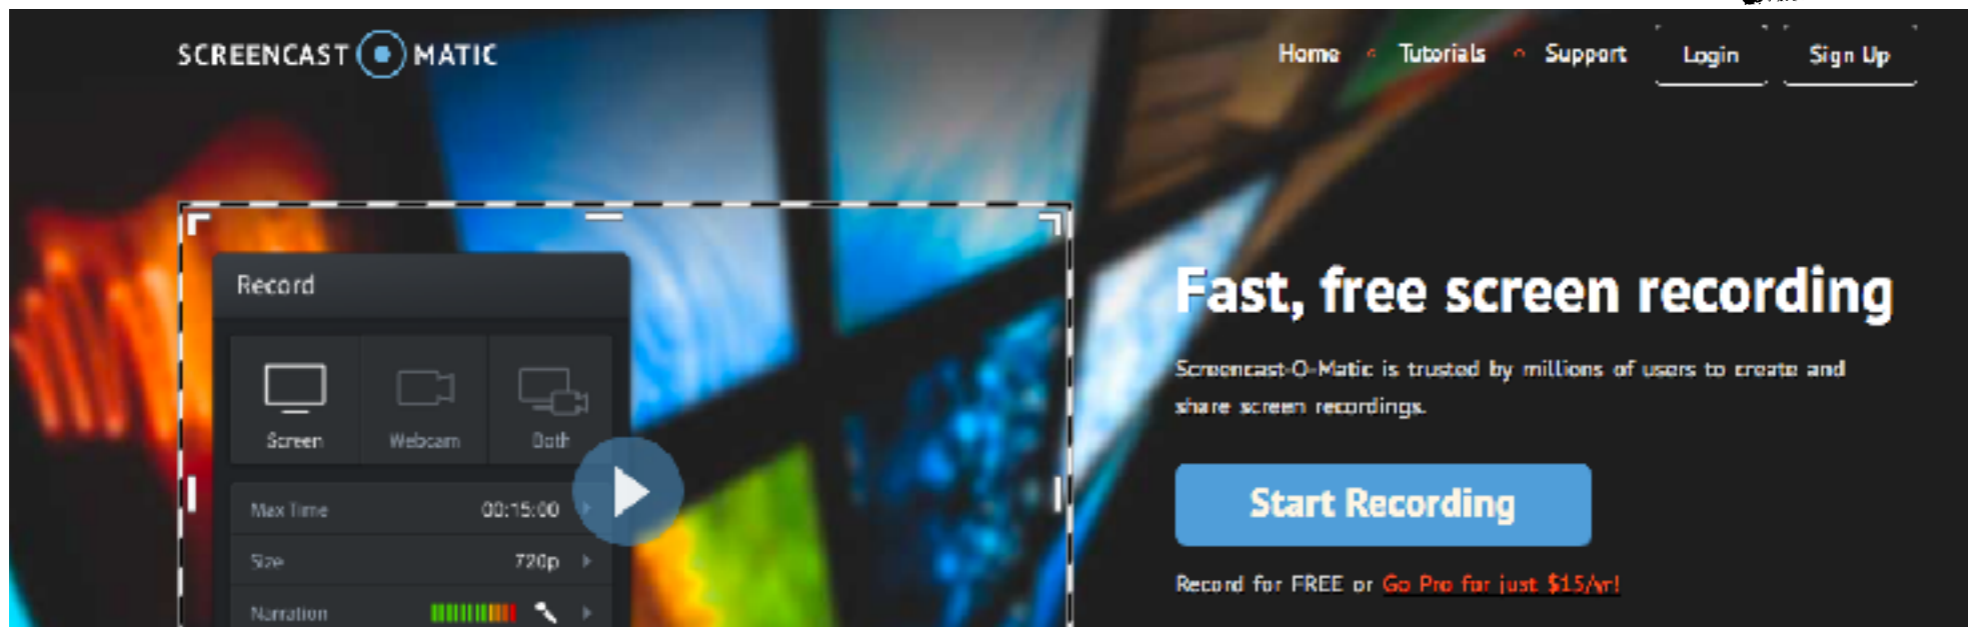 SCREENCAST O MATIC
Home Tutorials Support Login Sign Up
Record
Screen Webcam Both
Max Time 00:15:00
Size 720p
Narration
Fast, free screen recording
Screencast-O-Matic is trusted by millions of users to create and
share screen recordings.
Start Recording
Record for FREE or Go Pro for just $15/yr!